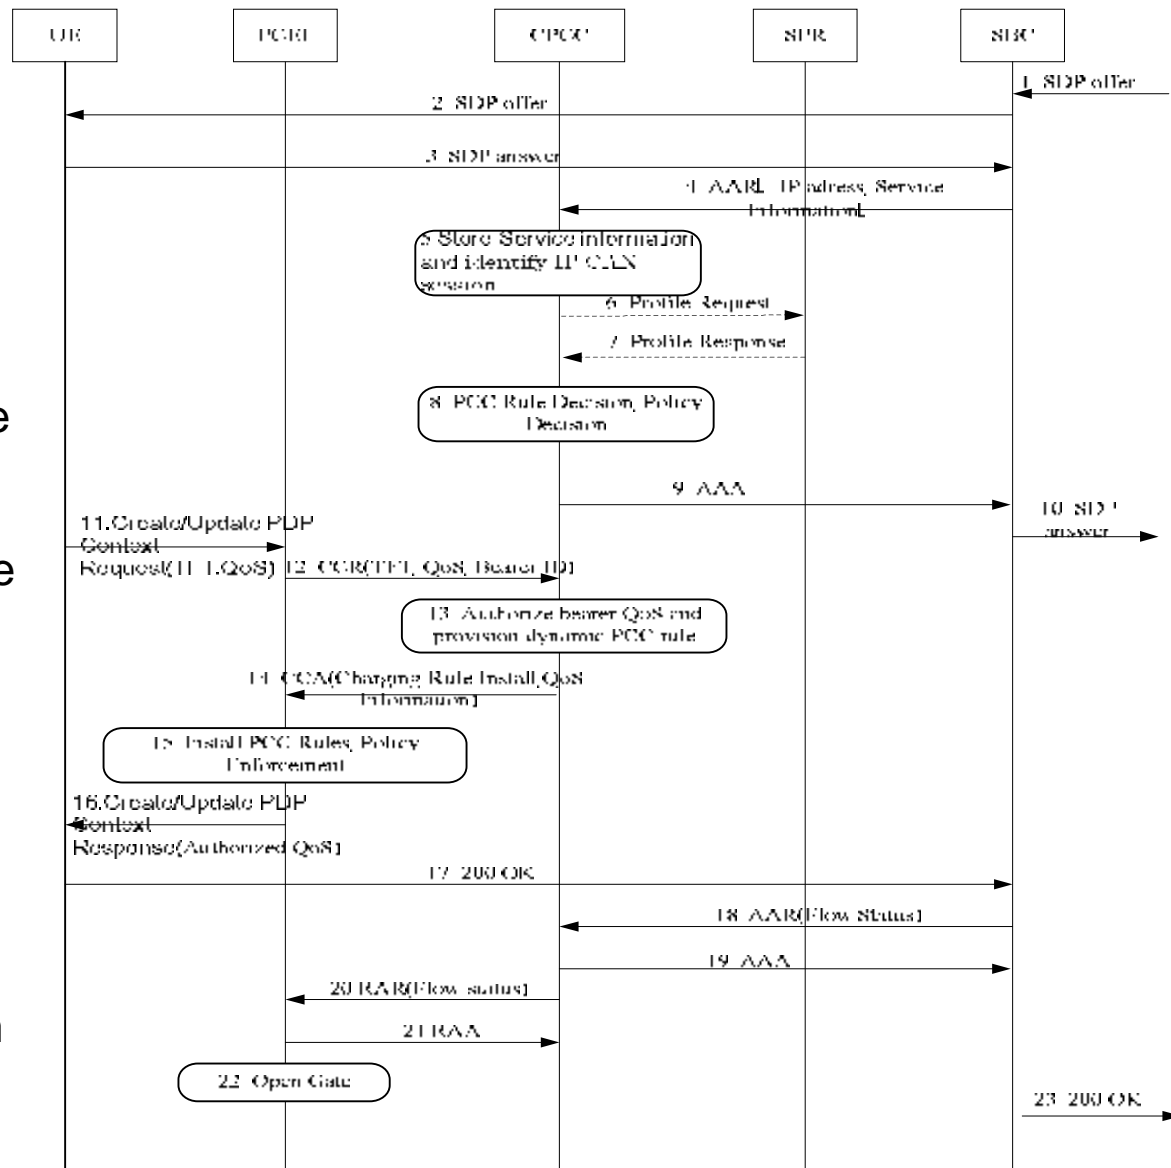 UE
PCEF
CPCC
SPR
SBC
1. SDP offer
2. SDP offer
3. SDP answer
4. AAR( IP adress, Service
Information)
5 Store Service information
and identify IP CAN
session
6. Profile Request
7. Profile Response
e
8. PCC Rule Decision, Policy
Decision
9. AAA
10. SDP
answer
11.Create/Update PDP
Context
Request(TFT,QoS)
e
12. CCR(TFT, QoS, Bearer ID)
13. Authorize bearer QoS and
provision dynamic PCC rule
14. CCA(Charging Rule Install,QoS
Information)
15. Install PCC Rules, Policy
Enforcement
16.Create/Update PDP
Context
Response(Authorized QoS)
17. 200 OK
18. AAR(Flow Status)
19. AAA
20.RAR(Flow status)
21.RAA
22. Open Gate
23. 200 OK